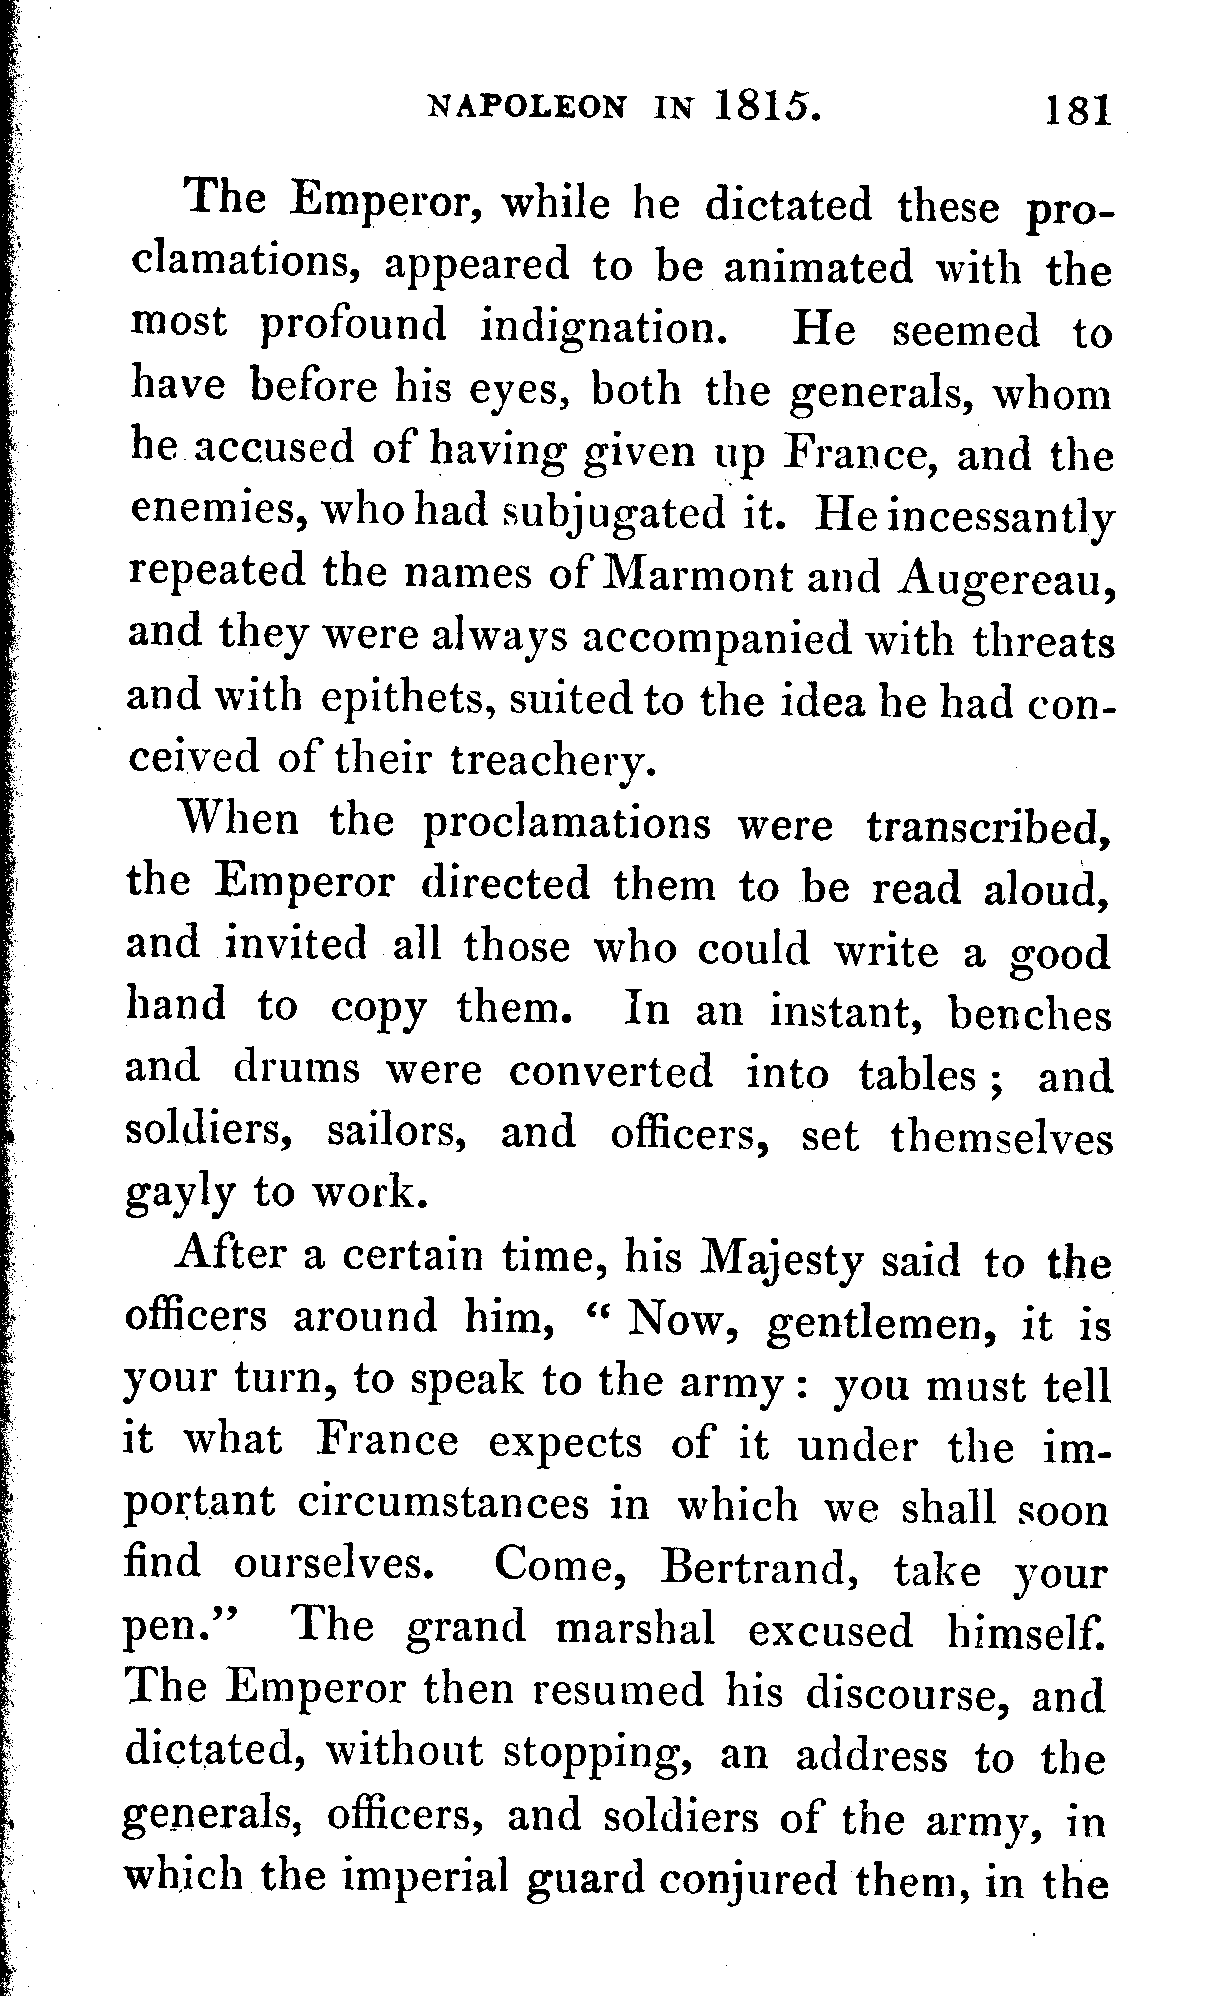 NAPOLEON IN 1815. 181
The Emperor, while he dictated these pro-
clamations, appeared to be animated with the
most profound indignation. He seemed to
have before his eyes, both the generals, whom
he accused of having given up France, and the
enemies, who had subjugated it. He incessantly
repeated the names of Marmont and Augereau,
and they were always accompanied with threats
and with epithets, suited to the idea he had con-
ceived of their treachery.
When the proclamations were transcribed,
the Emperor directed them to be read aloud,
and invited all those who could write a good
hand to copy them. In an instant, benches
and drums were converted into tables ; and
soldiers, sailors, and officers, set themselves
gayly to work.
After a certain time, his Majesty said to the
officers around him, “ Now, gentlemen, it is
your turn, to speak to the army : you must tell
it what France expects of it under the im-
portant circumstances in which we shall soon
find ourselves. Come, Bertrand, take your
pen.” The grand marshal excused himself.
The Emperor then resumed his discourse, and
dictated, without stopping, an address to the
generals, officers, and soldiers of the army, in
which the imperial guard conjured them, in the